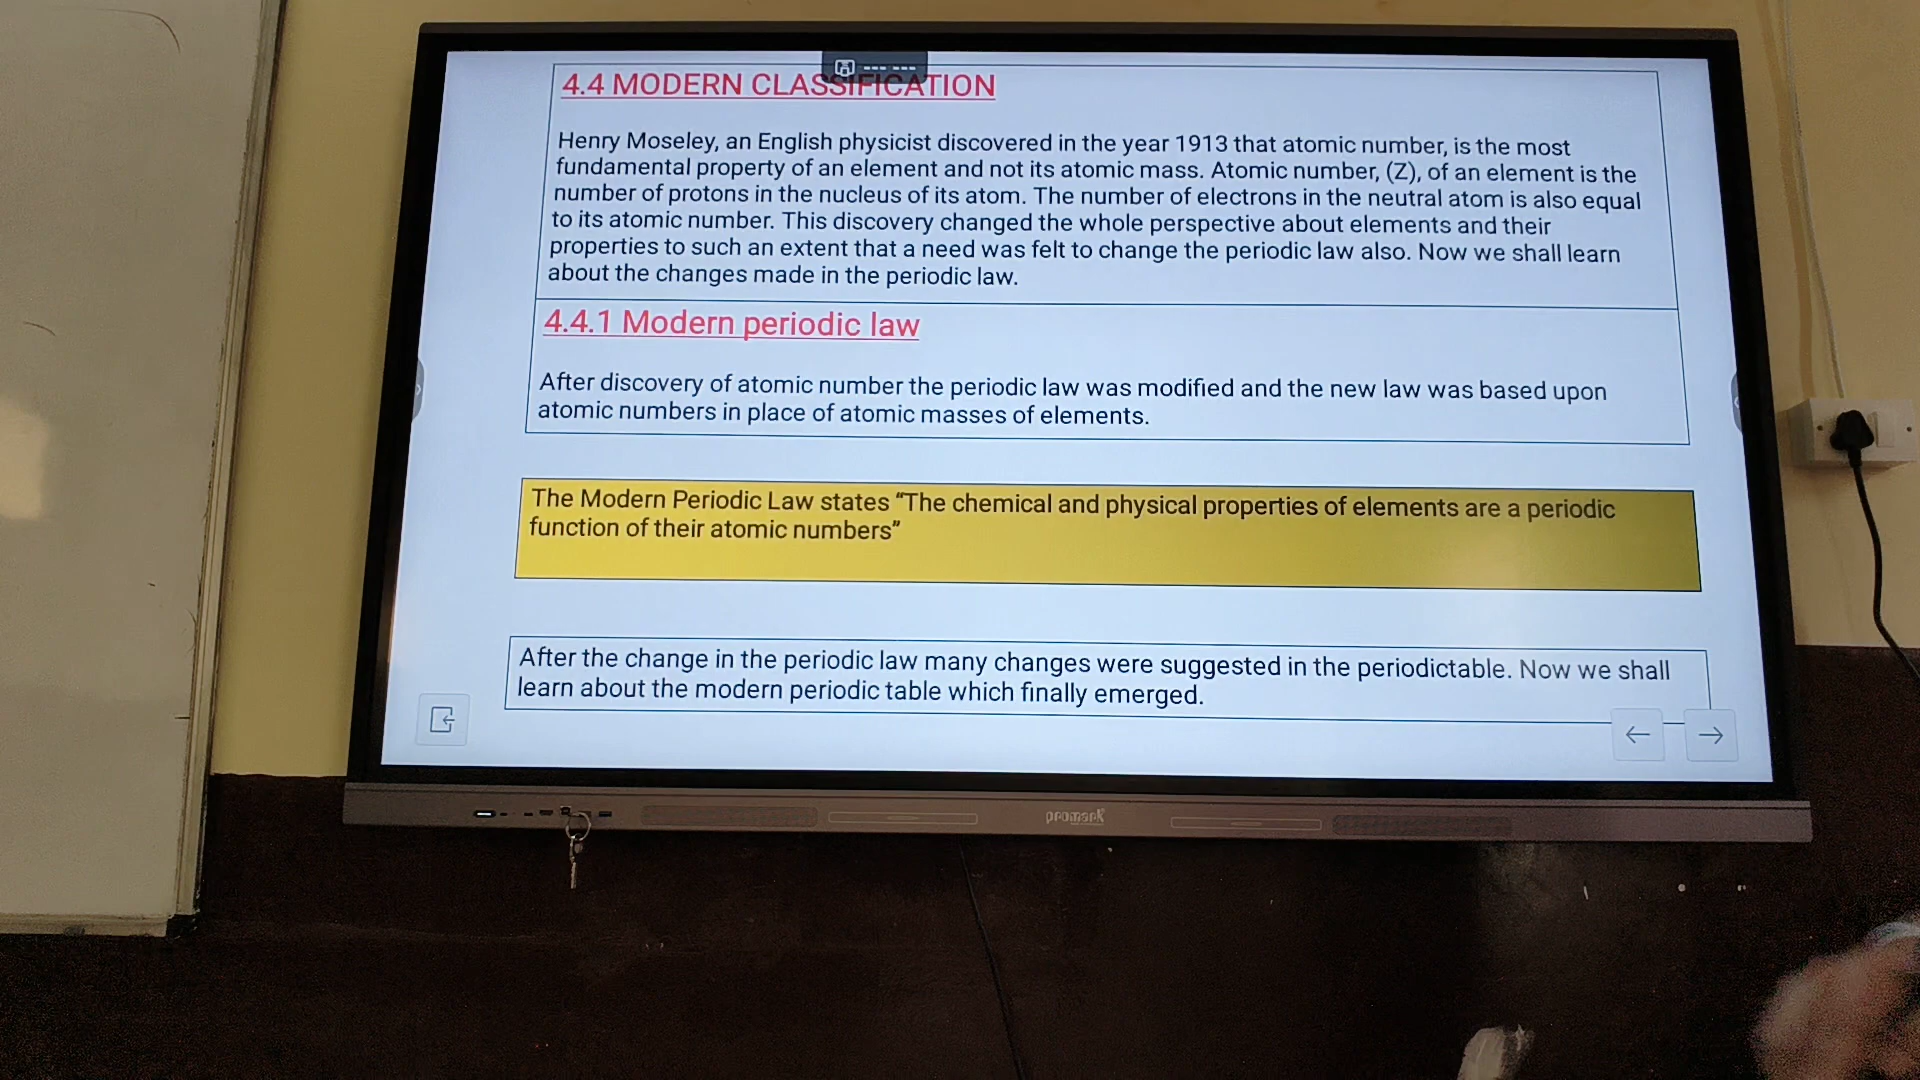 4.4 MODERN CLASSIFICATION
Henry Moseley, an English physicist discovered in the year 1913 that atomic number, is the most
fundamental property of an element and not its atomic mass. Atomic number, (Z), of an element is the
number of protons in the nucleus of its atom. The number of electrons in the neutral atom is also equal
to its atomic number. This discovery changed the whole perspective about elements and their
properties to such an extent that a need was felt to change the periodic law also. Now we shall learn
about the changes made in the periodic law.
4.4.1 Modern periodic law
After discovery of atomic number the periodic law was modified and the new law was based upon
atomic numbers in place of atomic masses of elements.
The Modern Periodic Law states “The chemical and physical properties of elements are a periodic
function of their atomic numbers”
After the change in the periodic law many changes were suggested in the periodictable. Now we shall
learn about the modern periodic table which finally emerged.
promark